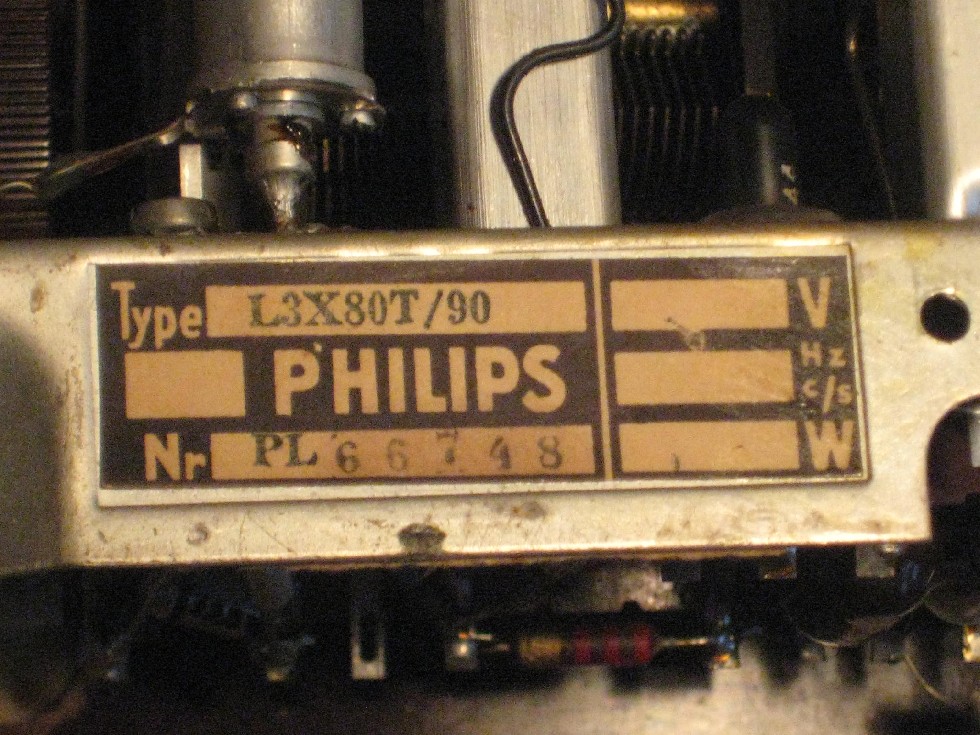 Type L3X80T/90
PHILIPS
Nr PL 66748
V
Hz
c/s
W